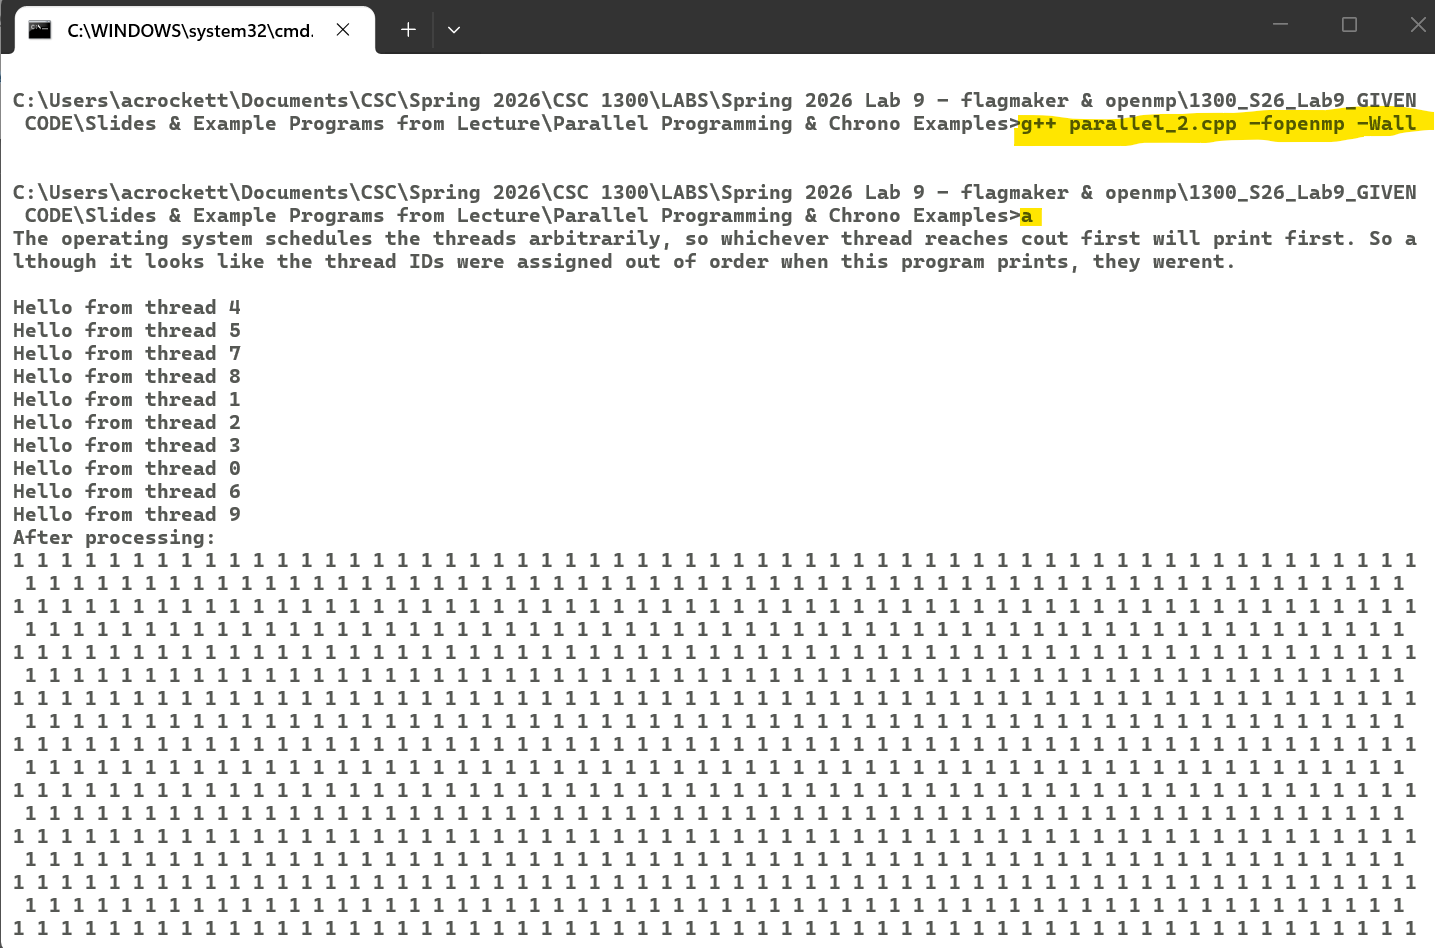 C:\WINDOWS\system32\cmd.
C:\Users\acrockett\Documents\CSC\Spring 2026\CSC 1300\LABS\Spring 2026 Lab 9 - flagmaker & openmp\1300_S26_Lab9_GIVEN
CODE\Slides & Example Programs from Lecture\Parallel Programming & Chrono Examples>g++ parallel_2.cpp -fopenmp -Wall
C:\Users\acrockett\Documents\CSC\Spring 2026\CSC 1300\LABS\Spring 2026 Lab 9 - flagmaker & openmp\1300_S26_Lab9_GIVEN
CODE\Slides & Example Programs from Lecture\Parallel Programming & Chrono Examples>a
The operating system schedules the threads arbitrarily, so whichever thread reaches cout first will print first. So a
lthough it looks like the thread IDs were assigned out of order when this program prints, they werent.
Hello from thread 4
Hello from thread 5
Hello from thread 7
Hello from thread 8
Hello from thread 1
Hello from thread 2
Hello from thread 3
Hello from thread 0
Hello from thread 6
Hello from thread 9
After processing:
1 1 1 1 1 1 1 1 1 1 1 1 1 1 1 1 1 1 1 1 1 1 1 1 1 1 1 1 1 1 1 1 1 1 1 1 1 1 1 1 1 1 1 1 1 1 1 1 1 1 1 1 1 1 1 1 1 1 1
1 1 1 1 1 1 1 1 1 1 1 1 1 1 1 1 1 1 1 1 1 1 1 1 1 1 1 1 1 1 1 1 1 1 1 1 1 1 1 1 1 1 1 1 1 1 1 1 1 1 1 1 1 1 1 1 1 1
1 1 1 1 1 1 1 1 1 1 1 1 1 1 1 1 1 1 1 1 1 1 1 1 1 1 1 1 1 1 1 1 1 1 1 1 1 1 1 1 1 1 1 1 1 1 1 1 1 1 1 1 1 1 1 1 1 1 1
1 1 1 1 1 1 1 1 1 1 1 1 1 1 1 1 1 1 1 1 1 1 1 1 1 1 1 1 1 1 1 1 1 1 1 1 1 1 1 1 1 1 1 1 1 1 1 1 1 1 1 1 1 1 1 1 1 1
1 1 1 1 1 1 1 1 1 1 1 1 1 1 1 1 1 1 1 1 1 1 1 1 1 1 1 1 1 1 1 1 1 1 1 1 1 1 1 1 1 1 1 1 1 1 1 1 1 1 1 1 1 1 1 1 1 1 1
1 1 1 1 1 1 1 1 1 1 1 1 1 1 1 1 1 1 1 1 1 1 1 1 1 1 1 1 1 1 1 1 1 1 1 1 1 1 1 1 1 1 1 1 1 1 1 1 1 1 1 1 1 1 1 1 1 1
1 1 1 1 1 1 1 1 1 1 1 1 1 1 1 1 1 1 1 1 1 1 1 1 1 1 1 1 1 1 1 1 1 1 1 1 1 1 1 1 1 1 1 1 1 1 1 1 1 1 1 1 1 1 1 1 1 1 1
1 1 1 1 1 1 1 1 1 1 1 1 1 1 1 1 1 1 1 1 1 1 1 1 1 1 1 1 1 1 1 1 1 1 1 1 1 1 1 1 1 1 1 1 1 1 1 1 1 1 1 1 1 1 1 1 1 1
1 1 1 1 1 1 1 1 1 1 1 1 1 1 1 1 1 1 1 1 1 1 1 1 1 1 1 1 1 1 1 1 1 1 1 1 1 1 1 1 1 1 1 1 1 1 1 1 1 1 1 1 1 1 1 1 1 1 1
1 1 1 1 1 1 1 1 1 1 1 1 1 1 1 1 1 1 1 1 1 1 1 1 1 1 1 1 1 1 1 1 1 1 1 1 1 1 1 1 1 1 1 1 1 1 1 1 1 1 1 1 1 1 1 1 1 1
1 1 1 1 1 1 1 1 1 1 1 1 1 1 1 1 1 1 1 1 1 1 1 1 1 1 1 1 1 1 1 1 1 1 1 1 1 1 1 1 1 1 1 1 1 1 1 1 1 1 1 1 1 1 1 1 1 1 1
1 1 1 1 1 1 1 1 1 1 1 1 1 1 1 1 1 1 1 1 1 1 1 1 1 1 1 1 1 1 1 1 1 1 1 1 1 1 1 1 1 1 1 1 1 1 1 1 1 1 1 1 1 1 1 1 1 1
1 1 1 1 1 1 1 1 1 1 1 1 1 1 1 1 1 1 1 1 1 1 1 1 1 1 1 1 1 1 1 1 1 1 1 1 1 1 1 1 1 1 1 1 1 1 1 1 1 1 1 1 1 1 1 1 1 1 1
1 1 1 1 1 1 1 1 1 1 1 1 1 1 1 1 1 1 1 1 1 1 1 1 1 1 1 1 1 1 1 1 1 1 1 1 1 1 1 1 1 1 1 1 1 1 1 1 1 1 1 1 1 1 1 1 1 1
1 1 1 1 1 1 1 1 1 1 1 1 1 1 1 1 1 1 1 1 1 1 1 1 1 1 1 1 1 1 1 1 1 1 1 1 1 1 1 1 1 1 1 1 1 1 1 1 1 1 1 1 1 1 1 1 1 1 1
1 1 1 1 1 1 1 1 1 1 1 1 1 1 1 1 1 1 1 1 1 1 1 1 1 1 1 1 1 1 1 1 1 1 1 1 1 1 1 1 1 1 1 1 1 1 1 1 1 1 1 1 1 1 1 1 1 1
1 1 1 1 1 1 1 1 1 1 1 1 1 1 1 1 1 1 1 1 1 1 1 1 1 1 1 1 1 1 1 1 1 1 1 1 1 1 1 1 1 1 1 1 1 1 1 1 1 1 1 1 1 1 1 1 1 1 1